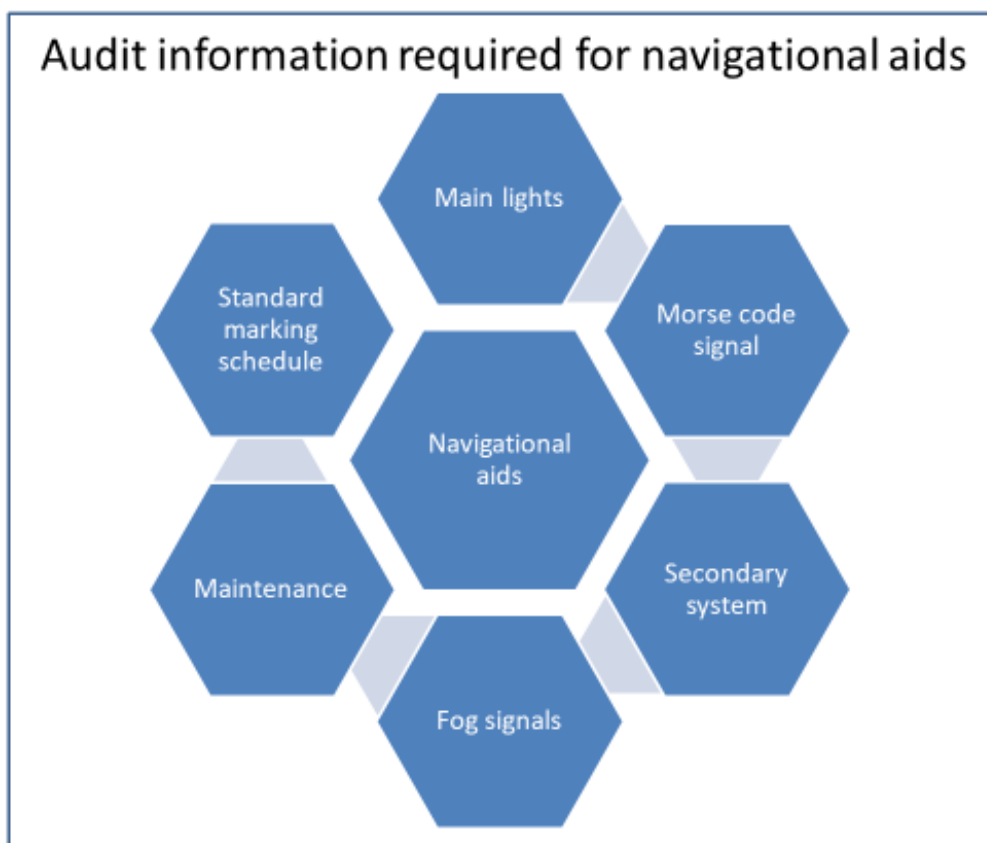 Audit information required for navigational aids
Main lights
Morse code
signal
Secondary
system
Fog signals
Maintenance
Standard
marking
schedule
Navigational
aids